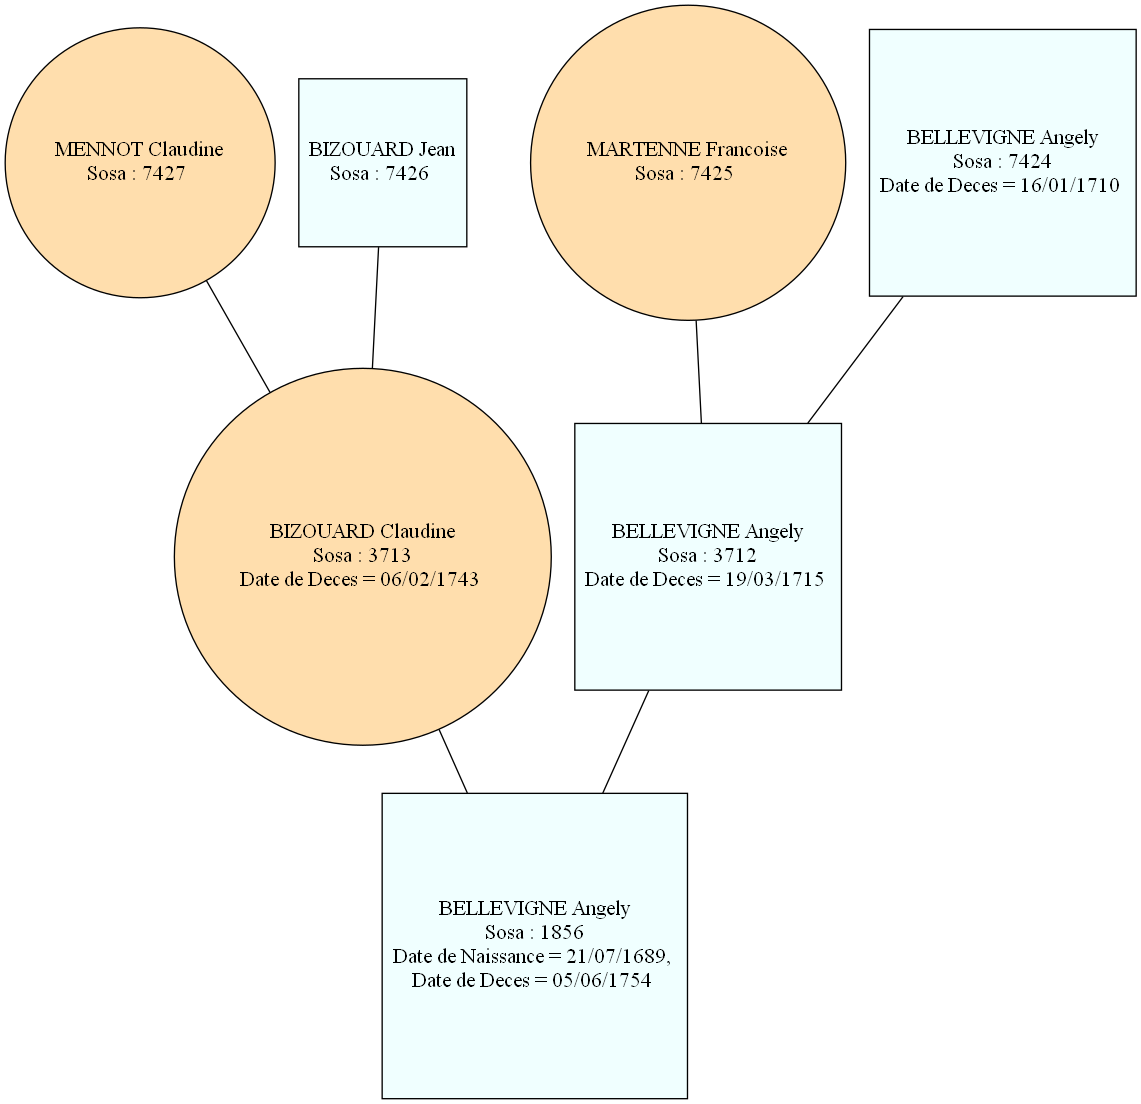 MENNOT Claudine
Sosa : 7427
BIZOUARD Jean
Sosa : 7426
MARTENNE Francoise
Sosa : 7425
BELLEVIGNE Angely
Sosa : 7424
Date de Deces = 16/01/1710
BIZOUARD Claudine
Sosa : 3713
Date de Deces = 06/02/1743
BELLEVIGNE Angely
Sosa : 3712
Date de Deces = 19/03/1715
BELLEVIGNE Angely
Sosa : 1856
Date de Naissance = 21/07/1689,
Date de Deces = 05/06/1754